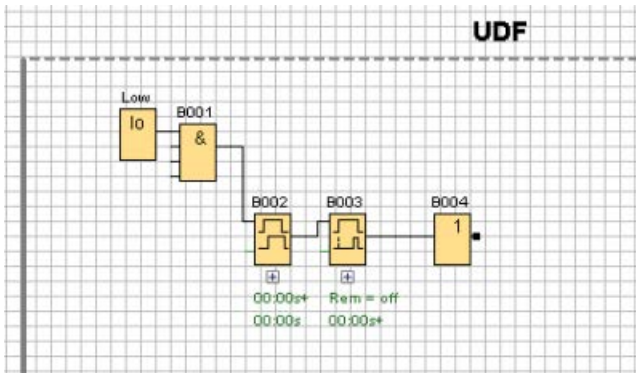 UDF
Low
lo
B001
&
B002
B003
B004
1
00:00s+
00:00s
Rem = off
00:00s+